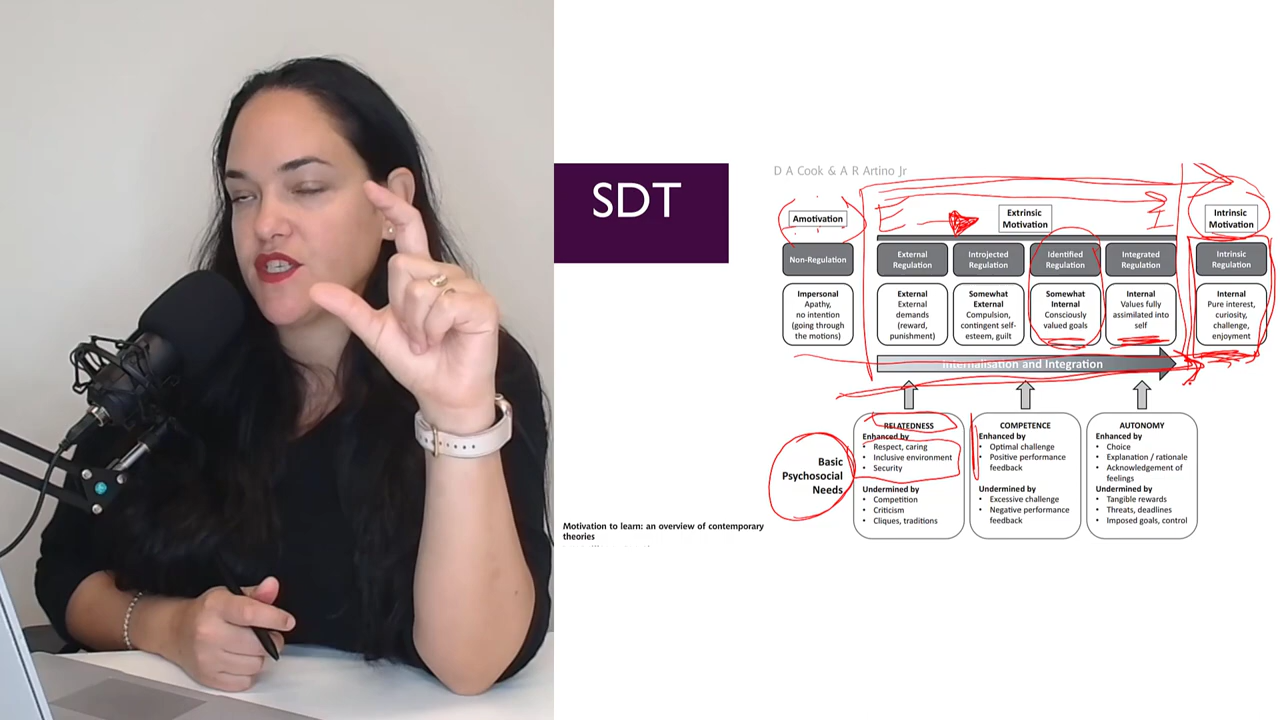 SDT
D A Cook & A R Artino Jr
Amotivation
E
Extrinsic
Motivation
I
Intrinsic
Motivation
Non-Regulation
External
Regulation
Introjected
Regulation
Identified
Regulation
Integrated
Regulation
Intrinsic
Regulation
Impersonal
Apathy,
no intention
(going through
the motions)
External
External
demands
(reward,
punishment)
Somewhat
External
Compulsion,
contingent self-
esteem, guilt
Somewhat
Internal
Consciously
valued goals
Internal
Values fully
assimilated into
self
Internal
Pure interest,
curiosity,
challenge,
enjoyment
Internalisation and Integration
Basic
Psychosocial
Needs
RELATEDNESS
Enhanced by
• Respect, caring
• Inclusive environment
• Security
Undermined by
• Competition
• Criticism
• Cliques, traditions
COMPETENCE
Enhanced by
• Optimal challenge
• Positive performance
feedback
Undermined by
• Excessive challenge
• Negative performance
feedback
AUTONOMY
Enhanced by
• Choice
• Explanation / rationale
• Acknowledgement of
feelings
Undermined by
• Tangible rewards
• Threats, deadlines
• Imposed goals, control
Motivation to learn: an overview of contemporary
theories